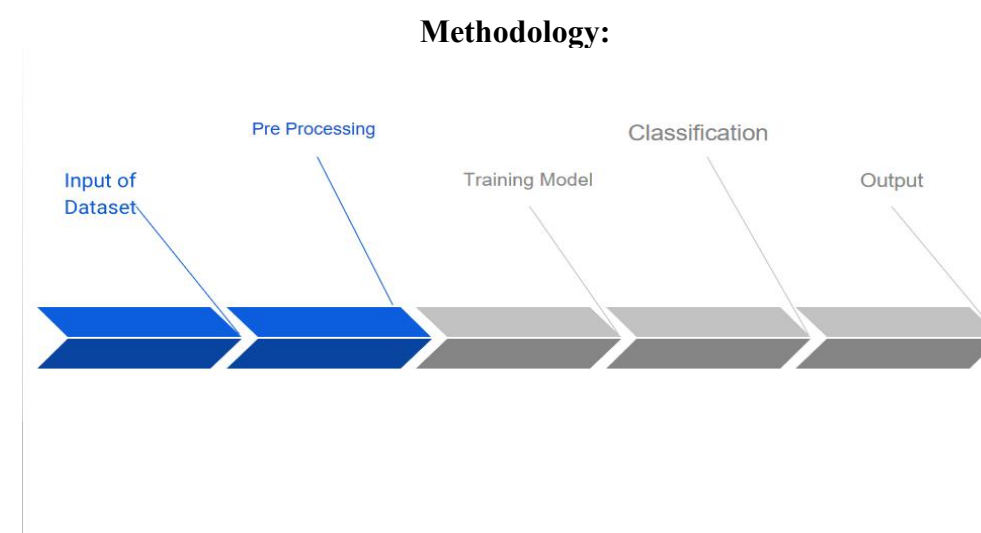 Methodology:
Pre Processing
Classification
Input of
Dataset
Training Model
Output